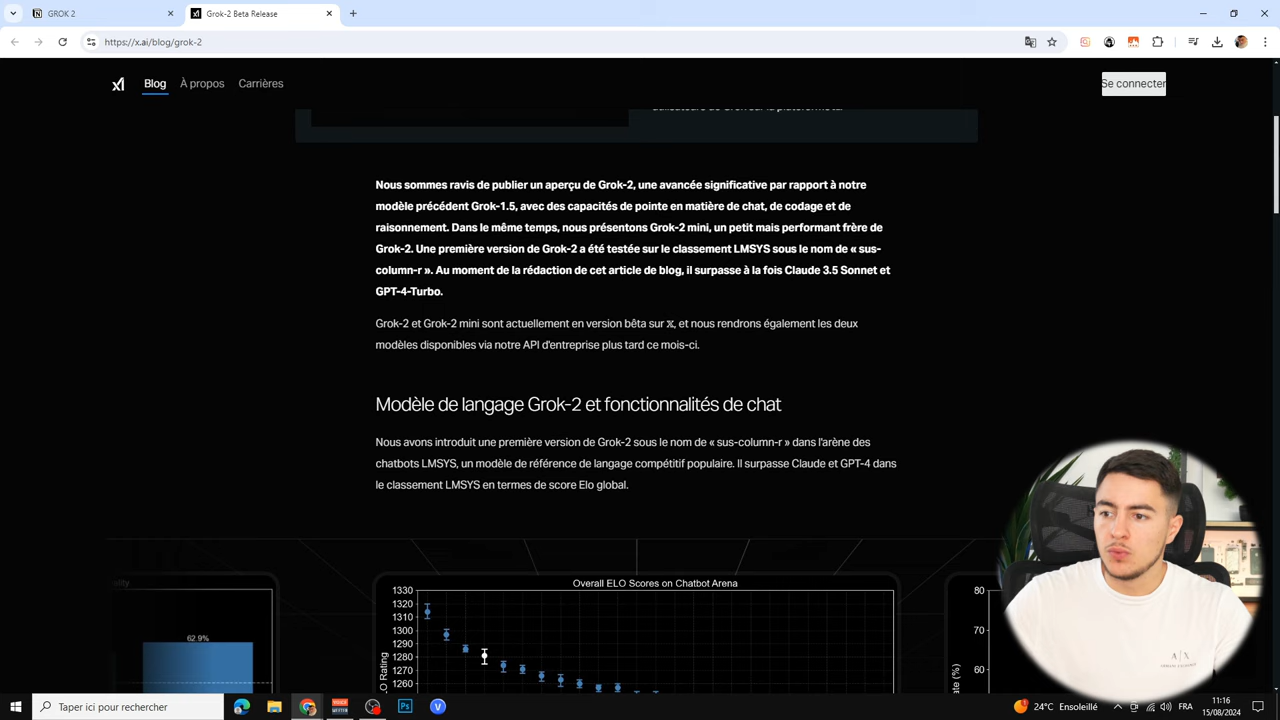 GROK 2
Grok-2 Beta Release
https://x.ai/blog/grok-2
Blog
À propos
Carrières
Se connecter
Nous sommes ravis de publier un aperçu de Grok-2, une avancée significative par rapport à notre
modèle précédent Grok-1.5, avec des capacités de pointe en matière de chat, de codage et de
raisonnement. Dans le même temps, nous présentons Grok-2 mini, un petit mais performant frère de
Grok-2. Une première version de Grok-2 a été testée sur le classement LMSYS sous le nom de « sus-
column-r ». Au moment de la rédaction de cet article de blog, il surpasse à la fois Claude 3.5 Sonnet et
GPT-4-Turbo.
Grok-2 et Grok-2 mini sont actuellement en version bêta sur 𝕏, et nous rendrons également les deux
modèles disponibles via notre API d'entreprise plus tard ce mois-ci.
Modèle de langage Grok-2 et fonctionnalités de chat
Nous avons introduit une première version de Grok-2 sous le nom de « sus-column-r » dans l'arène des
chatbots LMSYS, un modèle de référence de langage compétitif populaire. Il surpasse Claude et GPT-4 dans
le classement LMSYS en termes de score Elo global.
62.9%
Overall ELO Scores on Chatbot Arena
1330
1320
1310
1300
1290
1280
1270
1260
80
70
60
A|X
Taper ici pour rechercher
Ps
V
24°C Ensoleillé
FRA
11:16
15/08/2024